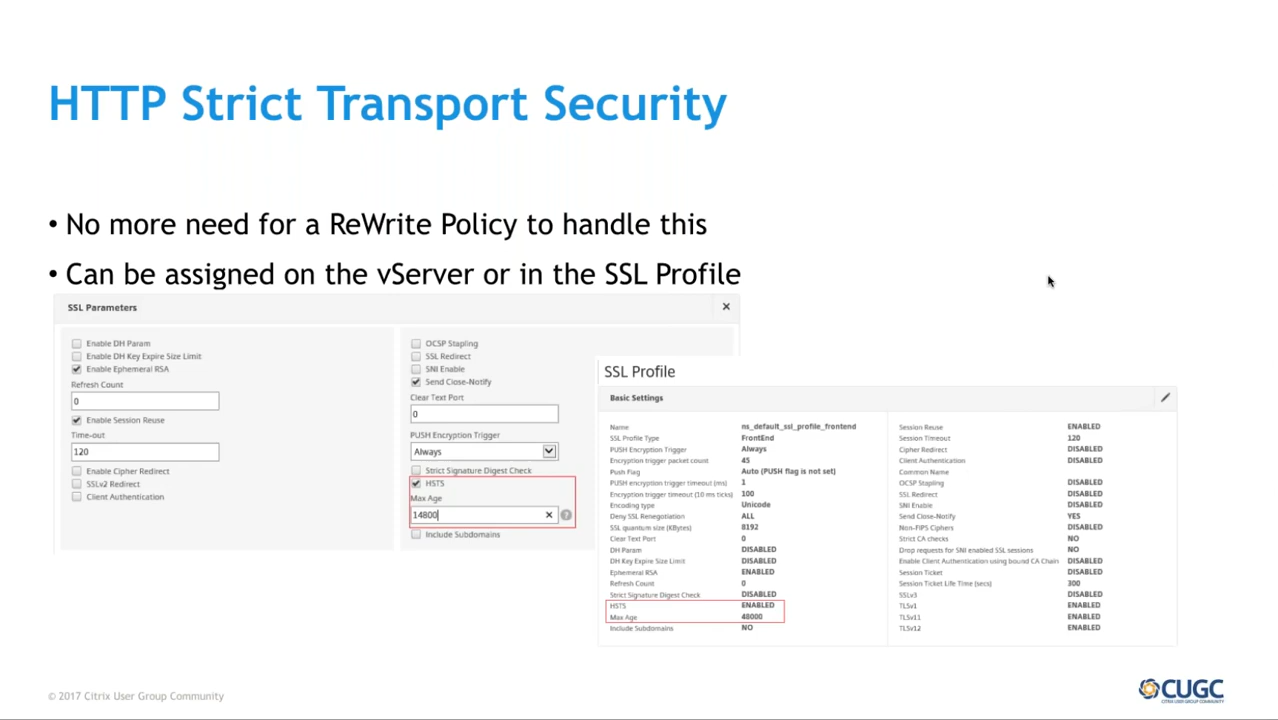 HTTP Strict Transport Security
• No more need for a ReWrite Policy to handle this
• Can be assigned on the vServer or in the SSL Profile
SSL Parameters
Enable DH Param
Enable DH Key Expire Size Limit
Enable Ephemeral RSA
Refresh Count
0
Enable Session Reuse
Time-out
120
Enable Cipher Redirect
SSLv2 Redirect
Client Authentication
OCSP Stapling
SSL Redirect
SNI Enable
Send Close-Notify
Clear Text Port
0
PUSH Encryption Trigger
Always
Strict Signature Digest Check
HSTS
Max Age
14800
Include Subdomains
SSL Profile
Basic Settings
Name ns_default_ssl_profile_frontend
SSL Profile Type FrontEnd
PUSH Encryption Trigger Always
Encryption trigger packet count 45
Push Flag Auto (PUSH flag is not set)
PUSH encryption trigger timeout (ms) 1
Encryption trigger timeout (10 ms ticks) 100
Encoding type Unicode
Deny SSL Renegotiation ALL
SSL quantum size (KBytes) 8192
Clear Text Port 0
DH Param DISABLED
DH Key Expire Size Limit DISABLED
Ephemeral RSA ENABLED
Refresh Count 0
Strict Signature Digest Check DISABLED
HSTS ENABLED
Max Age 48000
Include Subdomains NO
Session Reuse ENABLED
Session Timeout 120
Cipher Redirect DISABLED
Client Authentication DISABLED
Common Name
OCSP Stapling DISABLED
SSL Redirect DISABLED
SNI Enable DISABLED
Send Close-Notify YES
Non-FIPS Ciphers DISABLED
Strict CA checks NO
Drop requests for SNI enabled SSL sessions NO
Enable Client Authentication using bound CA Chain DISABLED
Session Ticket DISABLED
Session Ticket Life Time (secs) 300
SSLv3 DISABLED
TLSv1 ENABLED
TLSv11 ENABLED
TLSv12 ENABLED
© 2017 Citrix User Group Community
CUGC
CITRIX USER GROUP COMMUNITY